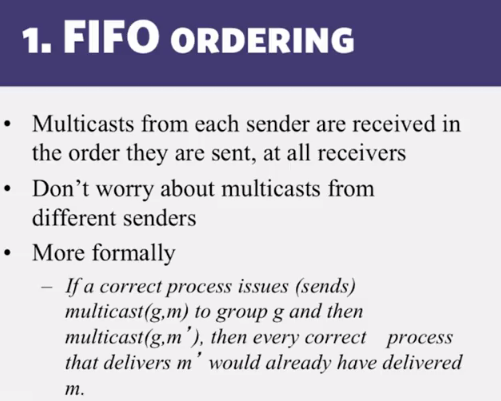 1. FIFO ORDERING
• Multicasts from each sender are received in
the order they are sent, at all receivers
• Don’t worry about multicasts from
different senders
• More formally
– If a correct process issues (sends)
multicast(g,m) to group g and then
multicast(g,m’), then every correct process
that delivers m’ would already have delivered
m.